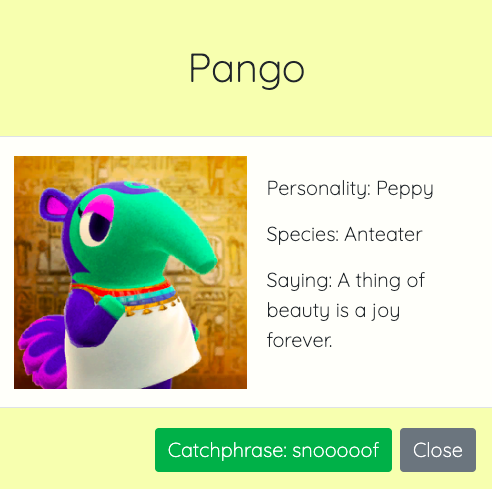 Pango
Personality: Peppy
Species: Anteater
Saying: A thing of
beauty is a joy
forever.
Catchphrase: snooooof
Close